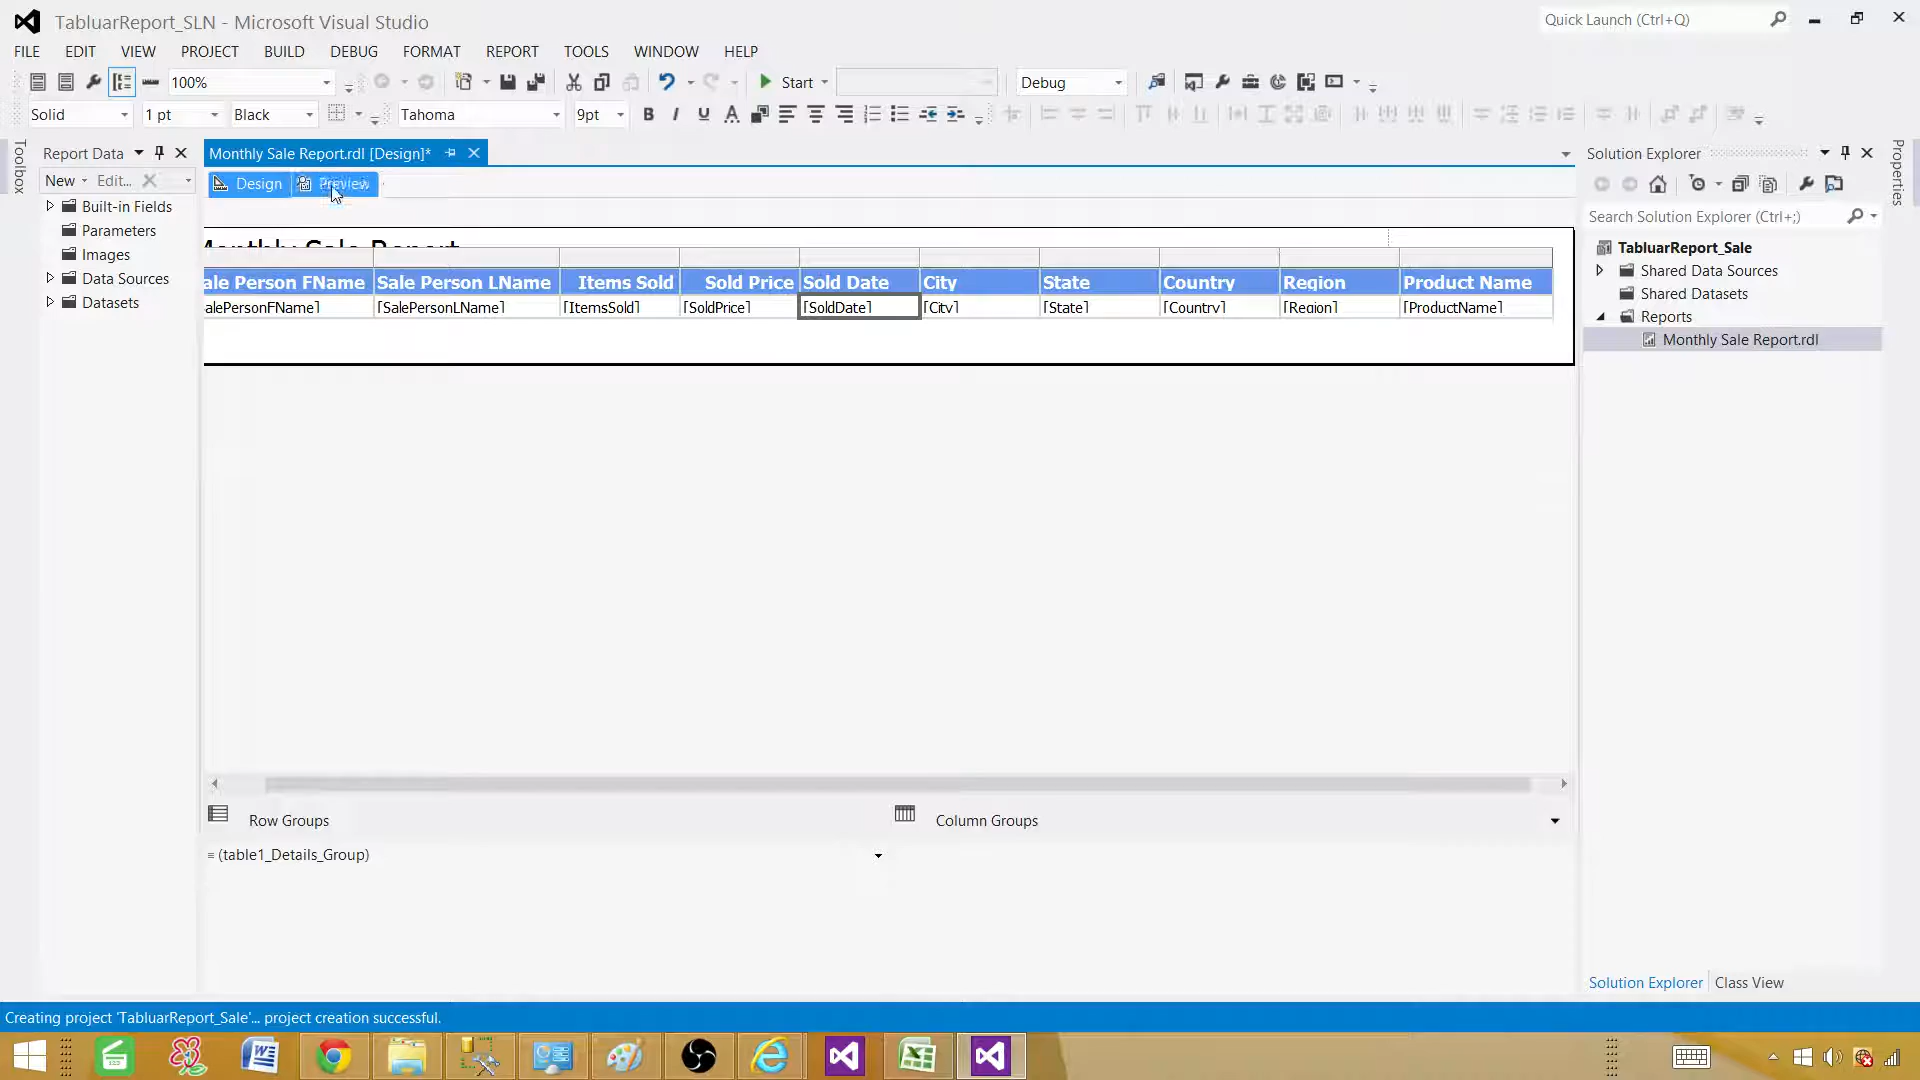 TabluarReport_SLN - Microsoft Visual Studio
Quick Launch (Ctrl+Q)
FILE EDIT VIEW PROJECT BUILD DEBUG FORMAT REPORT TOOLS WINDOW HELP
100% Start Debug
Solid 1 pt Black Tahoma 9pt B I U A
Toolbox
Report Data
Monthly Sale Report.rdl [Design]*
Solution Explorer
Properties
New Edit...
Design Preview
Built-in Fields
Parameters
Images
Data Sources
Datasets
Search Solution Explorer (Ctrl+;)
TabluarReport_Sale
Shared Data Sources
Shared Datasets
Reports
Monthly Sale Report.rdl
Monthly Sale Report
ale Person FName Sale Person LName Items Sold Sold Price Sold Date City State Country Region Product Name
alePersonFName] [SalePersonLName] [ItemsSold] [SoldPrice] [SoldDate] [City] [State] [Country] [Region] [ProductName]
Row Groups
Column Groups
(table1_Details_Group)
Solution Explorer Class View
Creating project 'TabluarReport_Sale'... project creation successful.